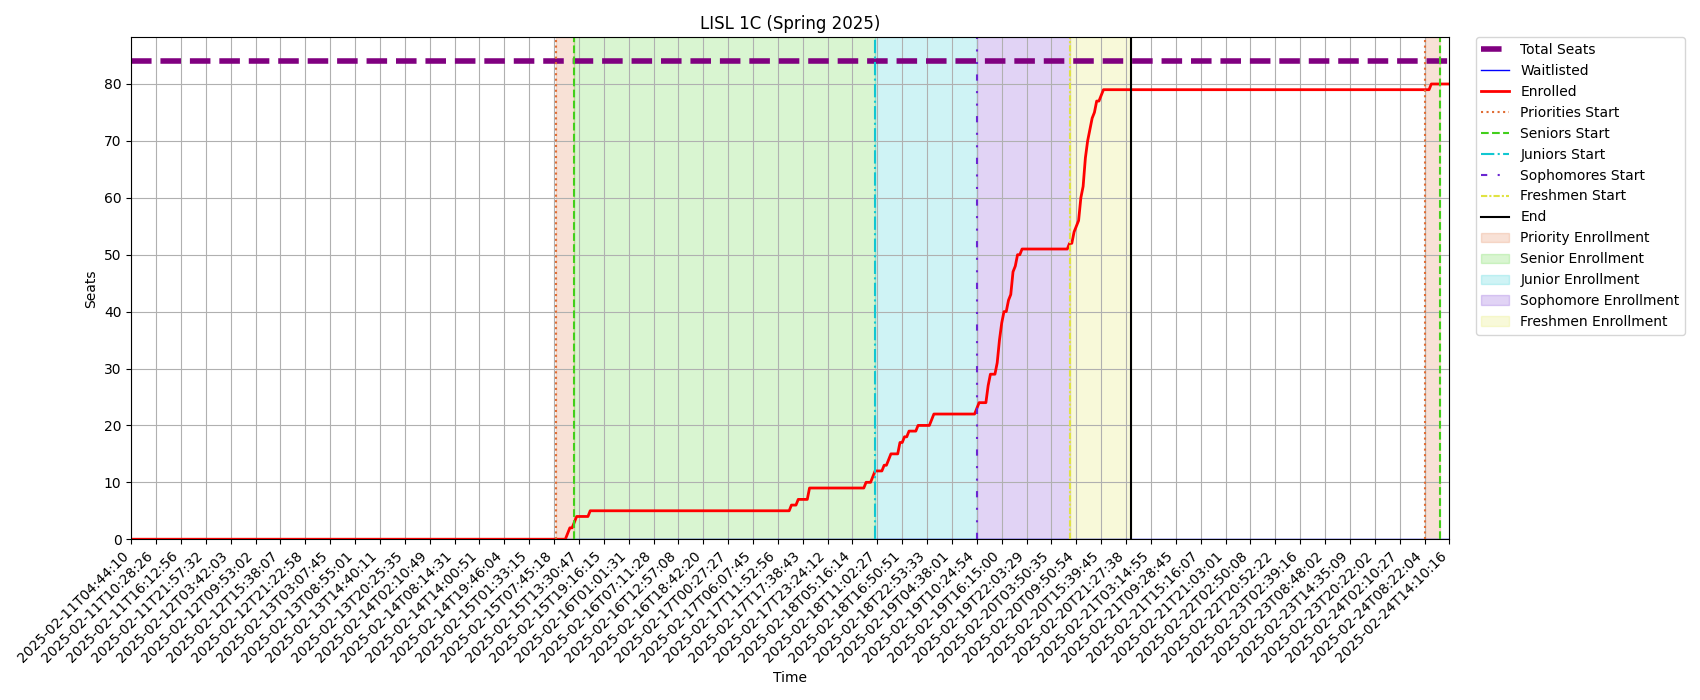 LISL 1C (Spring 2025)
Seats
80
70
60
50
40
30
20
10
0
2025-02-11T04:44:10
2025-02-11T10:28:26
2025-02-11T16:12:56
2025-02-11T21:57:32
2025-02-12T03:42:03
2025-02-12T09:53:02
2025-02-12T15:38:07
2025-02-12T21:22:58
2025-02-13T03:07:45
2025-02-13T08:55:01
2025-02-13T14:40:11
2025-02-13T20:25:35
2025-02-14T02:10:49
2025-02-14T08:14:31
2025-02-14T14:00:51
2025-02-14T19:46:04
2025-02-15T01:33:15
2025-02-15T07:45:18
2025-02-15T13:30:47
2025-02-15T19:16:15
2025-02-16T01:01:31
2025-02-16T07:11:28
2025-02-16T12:57:08
2025-02-16T18:42:20
2025-02-17T00:27:27
2025-02-17T06:07:45
2025-02-17T11:52:56
2025-02-17T17:38:43
2025-02-17T23:24:12
2025-02-18T05:16:14
2025-02-18T11:02:27
2025-02-18T16:50:51
2025-02-18T22:53:33
2025-02-19T04:38:01
2025-02-19T10:24:54
2025-02-19T16:15:00
2025-02-19T22:03:29
2025-02-20T03:50:35
2025-02-20T09:50:54
2025-02-20T15:39:45
2025-02-20T21:27:38
2025-02-21T03:14:55
2025-02-21T09:28:45
2025-02-21T15:16:07
2025-02-21T21:03:01
2025-02-22T02:50:08
2025-02-22T20:52:22
2025-02-23T02:39:16
2025-02-23T08:48:02
2025-02-23T14:35:09
2025-02-23T20:22:02
2025-02-24T02:10:27
2025-02-24T08:22:04
2025-02-24T14:10:16
Time
Total Seats
Waitlisted
Enrolled
Priorities Start
Seniors Start
Juniors Start
Sophomores Start
Freshmen Start
End
Priority Enrollment
Senior Enrollment
Junior Enrollment
Sophomore Enrollment
Freshmen Enrollment